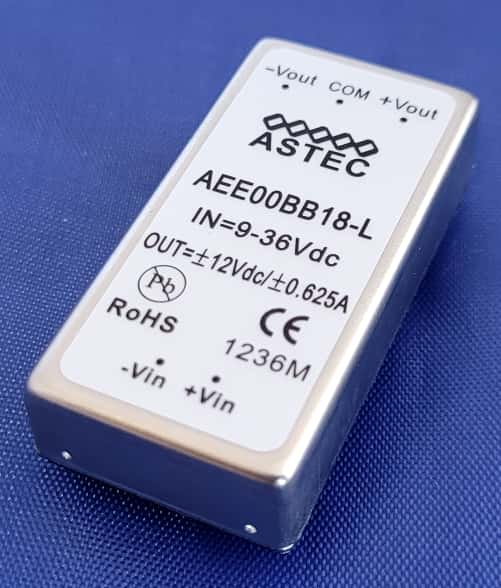 -Vout COM +Vout
ASTEC
AEE00BB18-L
IN=9-36Vdc
OUT=±12Vdc/±0.625A
Pb
RoHS CE
1236M
-Vin +Vin